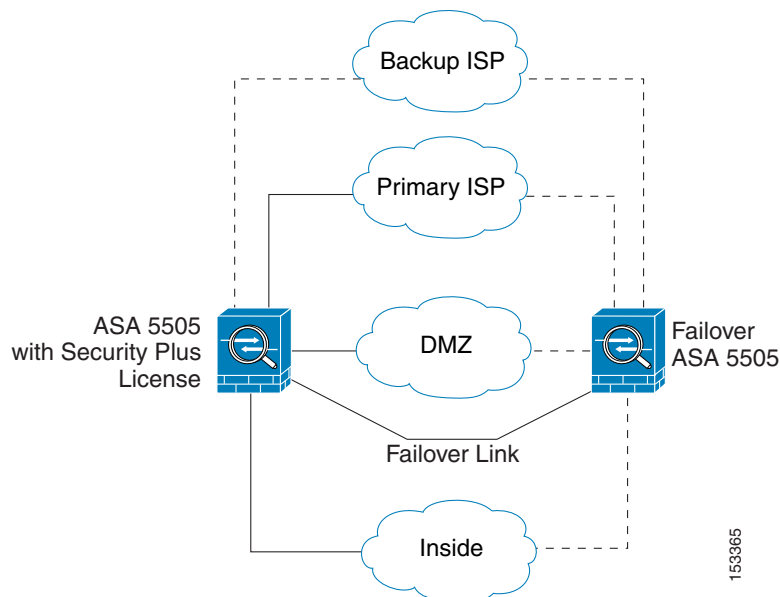 Backup ISP
Primary ISP
ASA 5505
with Security Plus
License
DMZ
Failover
ASA 5505
Failover Link
Inside
153365